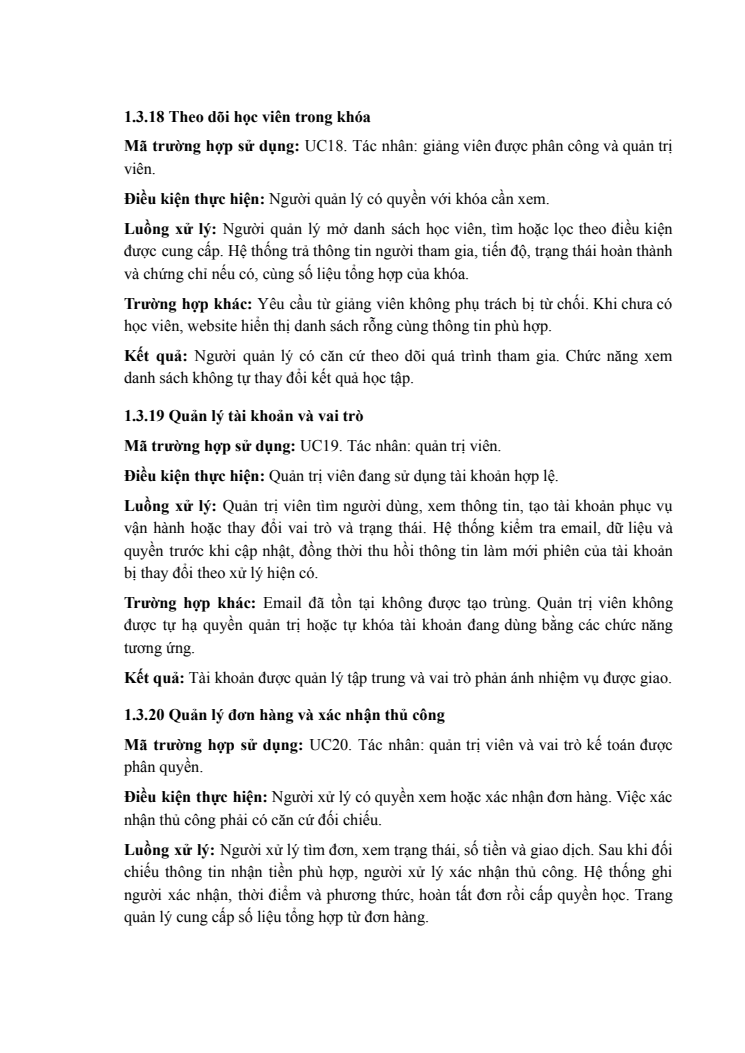 1.3.18 Theo dõi học viên trong khóa
Mã trường hợp sử dụng: UC18. Tác nhân: giảng viên được phân công và quản trị
viên.
Điều kiện thực hiện: Người quản lý có quyền với khóa cần xem.
Luồng xử lý: Người quản lý mở danh sách học viên, tìm hoặc lọc theo điều kiện
được cung cấp. Hệ thống trả thông tin người tham gia, tiến độ, trạng thái hoàn thành
và chứng chỉ nếu có, cùng số liệu tổng hợp của khóa.
Trường hợp khác: Yêu cầu từ giảng viên không phụ trách bị từ chối. Khi chưa có
học viên, website hiển thị danh sách rỗng cùng thông tin phù hợp.
Kết quả: Người quản lý có căn cứ theo dõi quá trình tham gia. Chức năng xem
danh sách không tự thay đổi kết quả học tập.
1.3.19 Quản lý tài khoản và vai trò
Mã trường hợp sử dụng: UC19. Tác nhân: quản trị viên.
Điều kiện thực hiện: Quản trị viên đang sử dụng tài khoản hợp lệ.
Luồng xử lý: Quản trị viên tìm người dùng, xem thông tin, tạo tài khoản phục vụ
vận hành hoặc thay đổi vai trò và trạng thái. Hệ thống kiểm tra email, dữ liệu và
quyền trước khi cập nhật, đồng thời thu hồi thông tin làm mới phiên của tài khoản
bị thay đổi theo xử lý hiện có.
Trường hợp khác: Email đã tồn tại không được tạo trùng. Quản trị viên không
được tự hạ quyền quản trị hoặc tự khóa tài khoản đang dùng bằng các chức năng
tương ứng.
Kết quả: Tài khoản được quản lý tập trung và vai trò phản ánh nhiệm vụ được giao.
1.3.20 Quản lý đơn hàng và xác nhận thủ công
Mã trường hợp sử dụng: UC20. Tác nhân: quản trị viên và vai trò kế toán được
phân quyền.
Điều kiện thực hiện: Người xử lý có quyền xem hoặc xác nhận đơn hàng. Việc xác
nhận thủ công phải có căn cứ đối chiếu.
Luồng xử lý: Người xử lý tìm đơn, xem trạng thái, số tiền và giao dịch. Sau khi đối
chiếu thông tin nhận tiền phù hợp, người xử lý xác nhận thủ công. Hệ thống ghi
người xác nhận, thời điểm và phương thức, hoàn tất đơn rồi cấp quyền học. Trang
quản lý cung cấp số liệu tổng hợp từ đơn hàng.